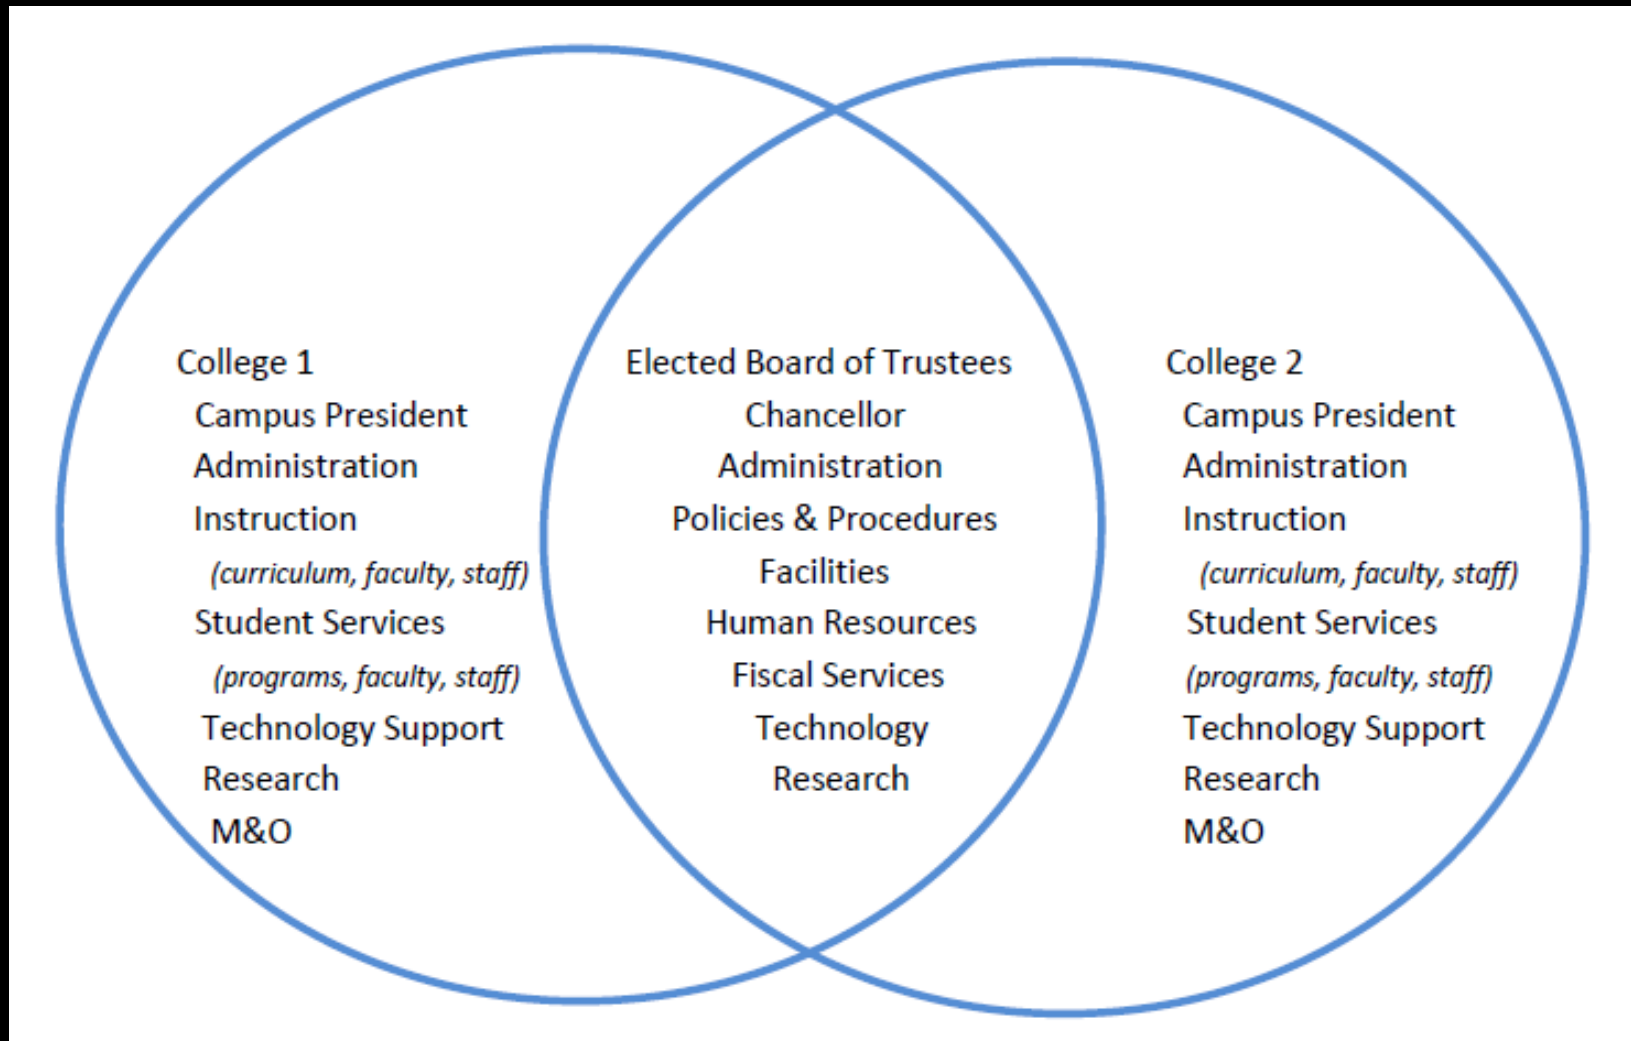 College 1
Campus President
Administration
Instruction
(curriculum, faculty, staff)
Student Services
(programs, faculty, staff)
Technology Support
Research
M&O
Elected Board of Trustees
Chancellor
Administration
Policies & Procedures
Facilities
Human Resources
Fiscal Services
Technology
Research
College 2
Campus President
Administration
Instruction
(curriculum, faculty, staff)
Student Services
(programs, faculty, staff)
Technology Support
Research
M&O